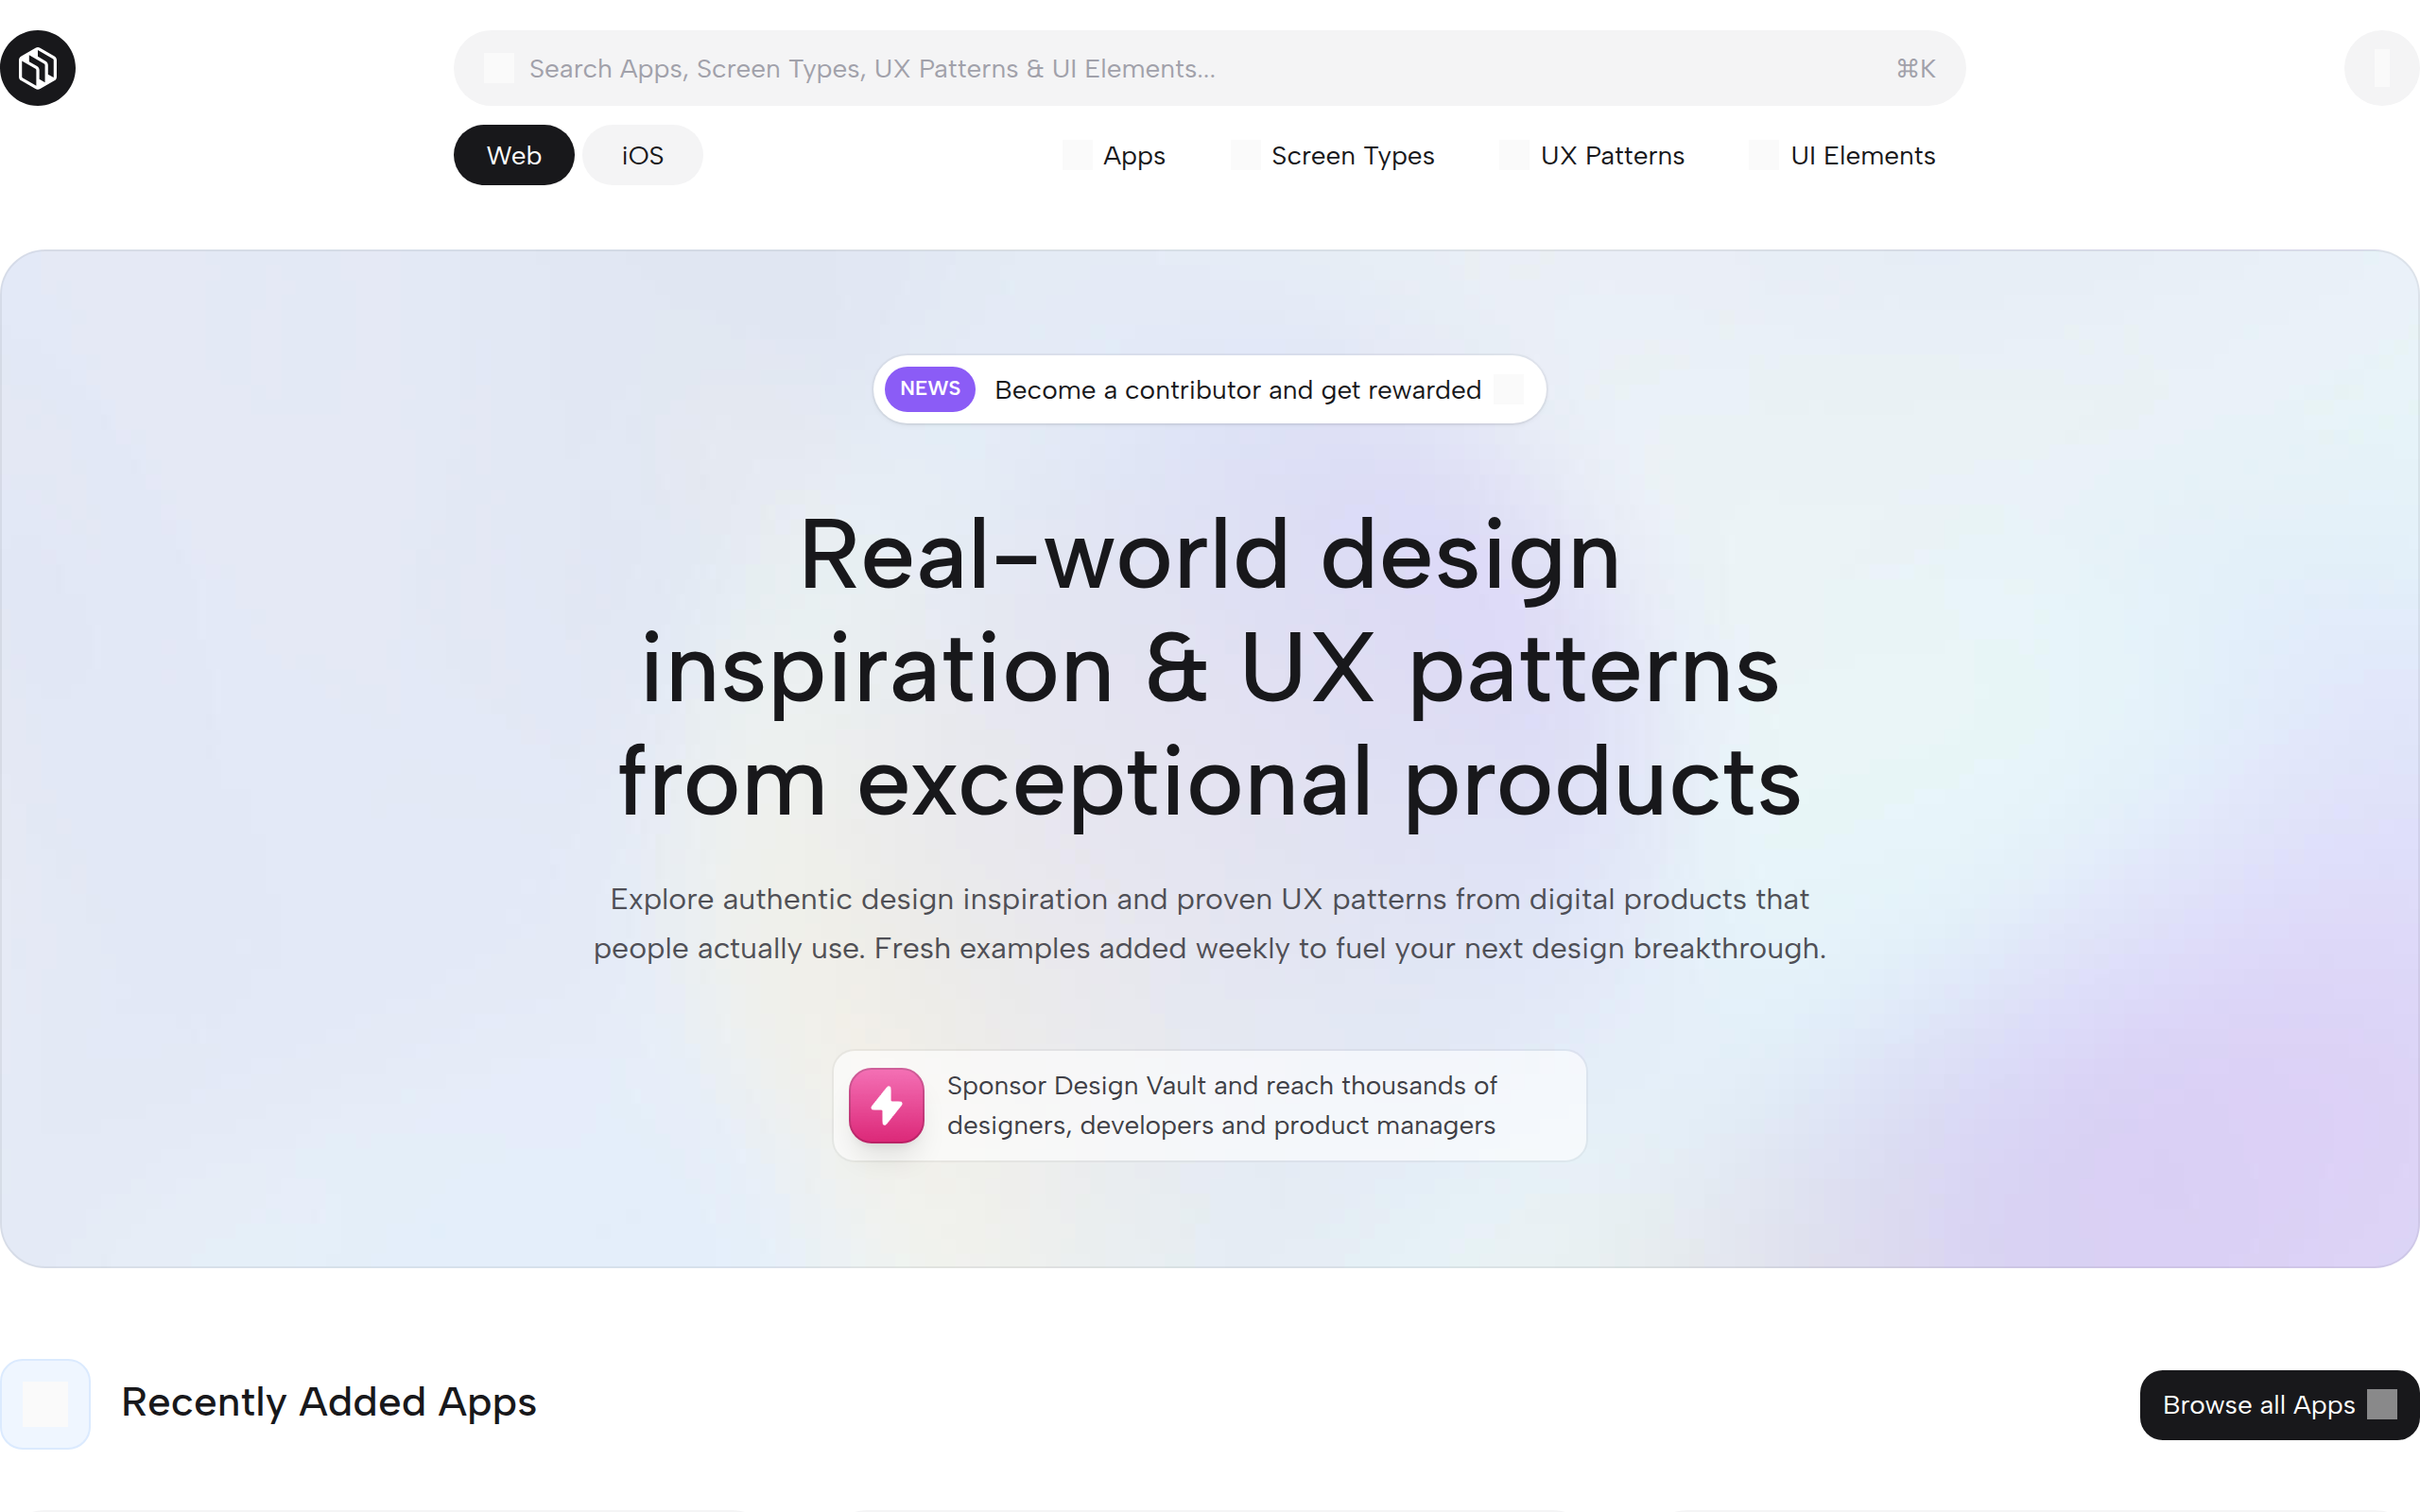 Search Apps, Screen Types, UX Patterns & UI Elements...
⌘K
Web
iOS
Apps
Screen Types
UX Patterns
UI Elements
NEWS
Become a contributor and get rewarded
Real-world design
inspiration & UX patterns
from exceptional products
Explore authentic design inspiration and proven UX patterns from digital products that
people actually use. Fresh examples added weekly to fuel your next design breakthrough.
Sponsor Design Vault and reach thousands of
designers, developers and product managers
Recently Added Apps
Browse all Apps